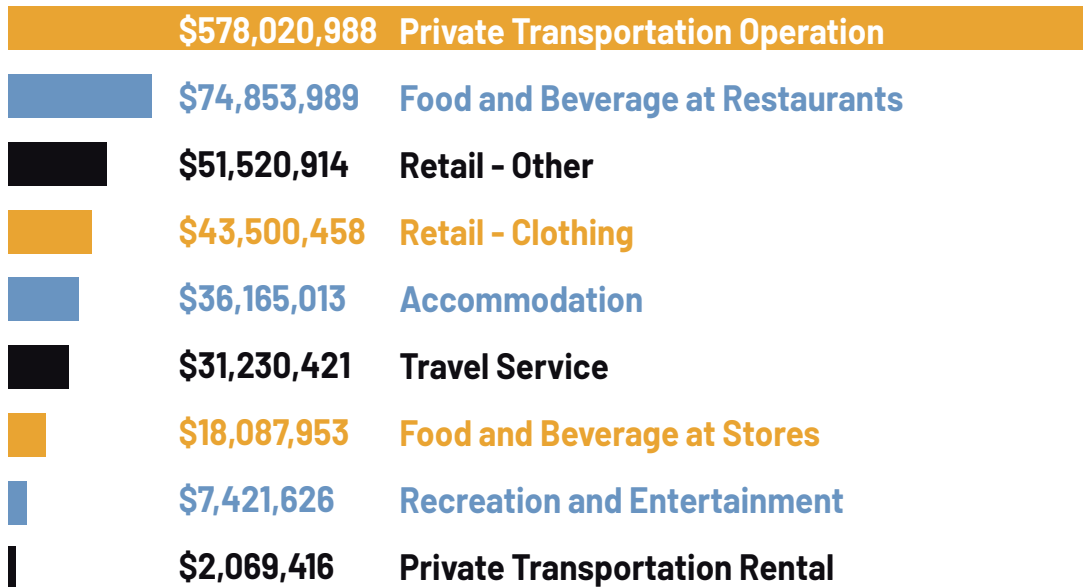 $578,020,988 Private Transportation Operation
$74,853,989 Food and Beverage at Restaurants
$51,520,914 Retail - Other
$43,500,458 Retail - Clothing
$36,165,013 Accommodation
$31,230,421 Travel Service
$18,087,953 Food and Beverage at Stores
$7,421,626 Recreation and Entertainment
$2,069,416 Private Transportation Rental